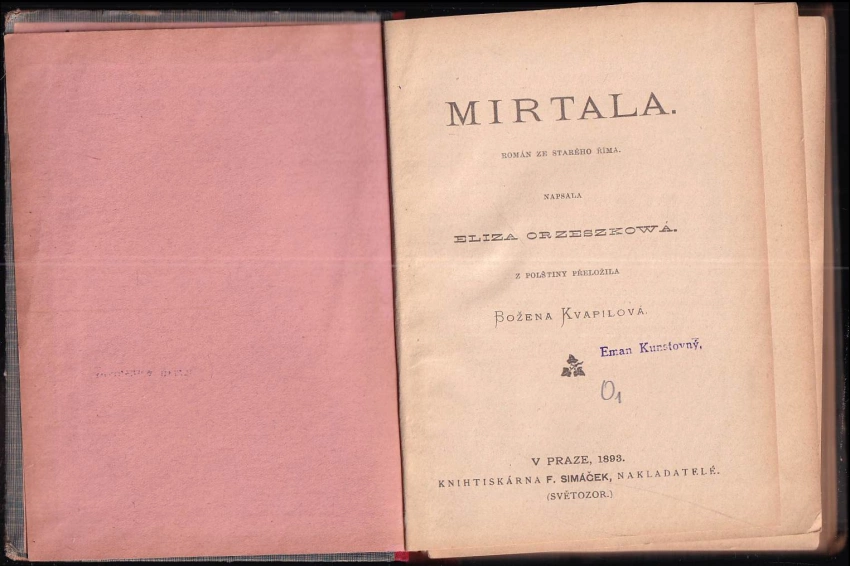 MIRTALA.
ROMÁN ZE STARÉHO ŘÍMA.
NAPSALA
ELIZA ORZESZKOWÁ.
Z POLŠTINY PŘELOŽILA
BOŽENA KVAPILOVÁ.
Eman Kunstovný,
O1
V PRAZE, 1893.
KNIHTISKÁRNA F. SIMÁČEK, NAKLADATELÉ.
(SVĚTOZOR.)